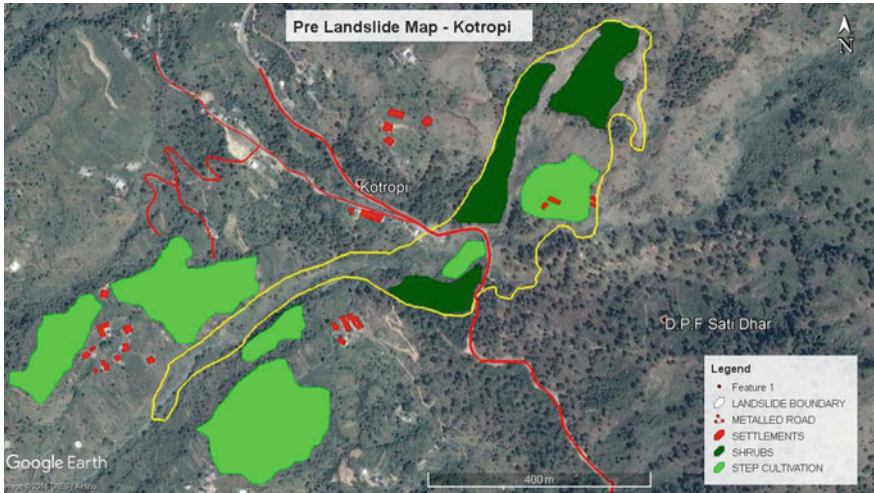 Pre Landslide Map - Kotropi
N
Kotropi
D.P.F Sati Dhar
Legend
Feature 1
LANDSLIDE BOUNDARY
METALLED ROAD
SETTLEMENTS
SHRUBS
STEP CULTIVATION
Google Earth
400 m